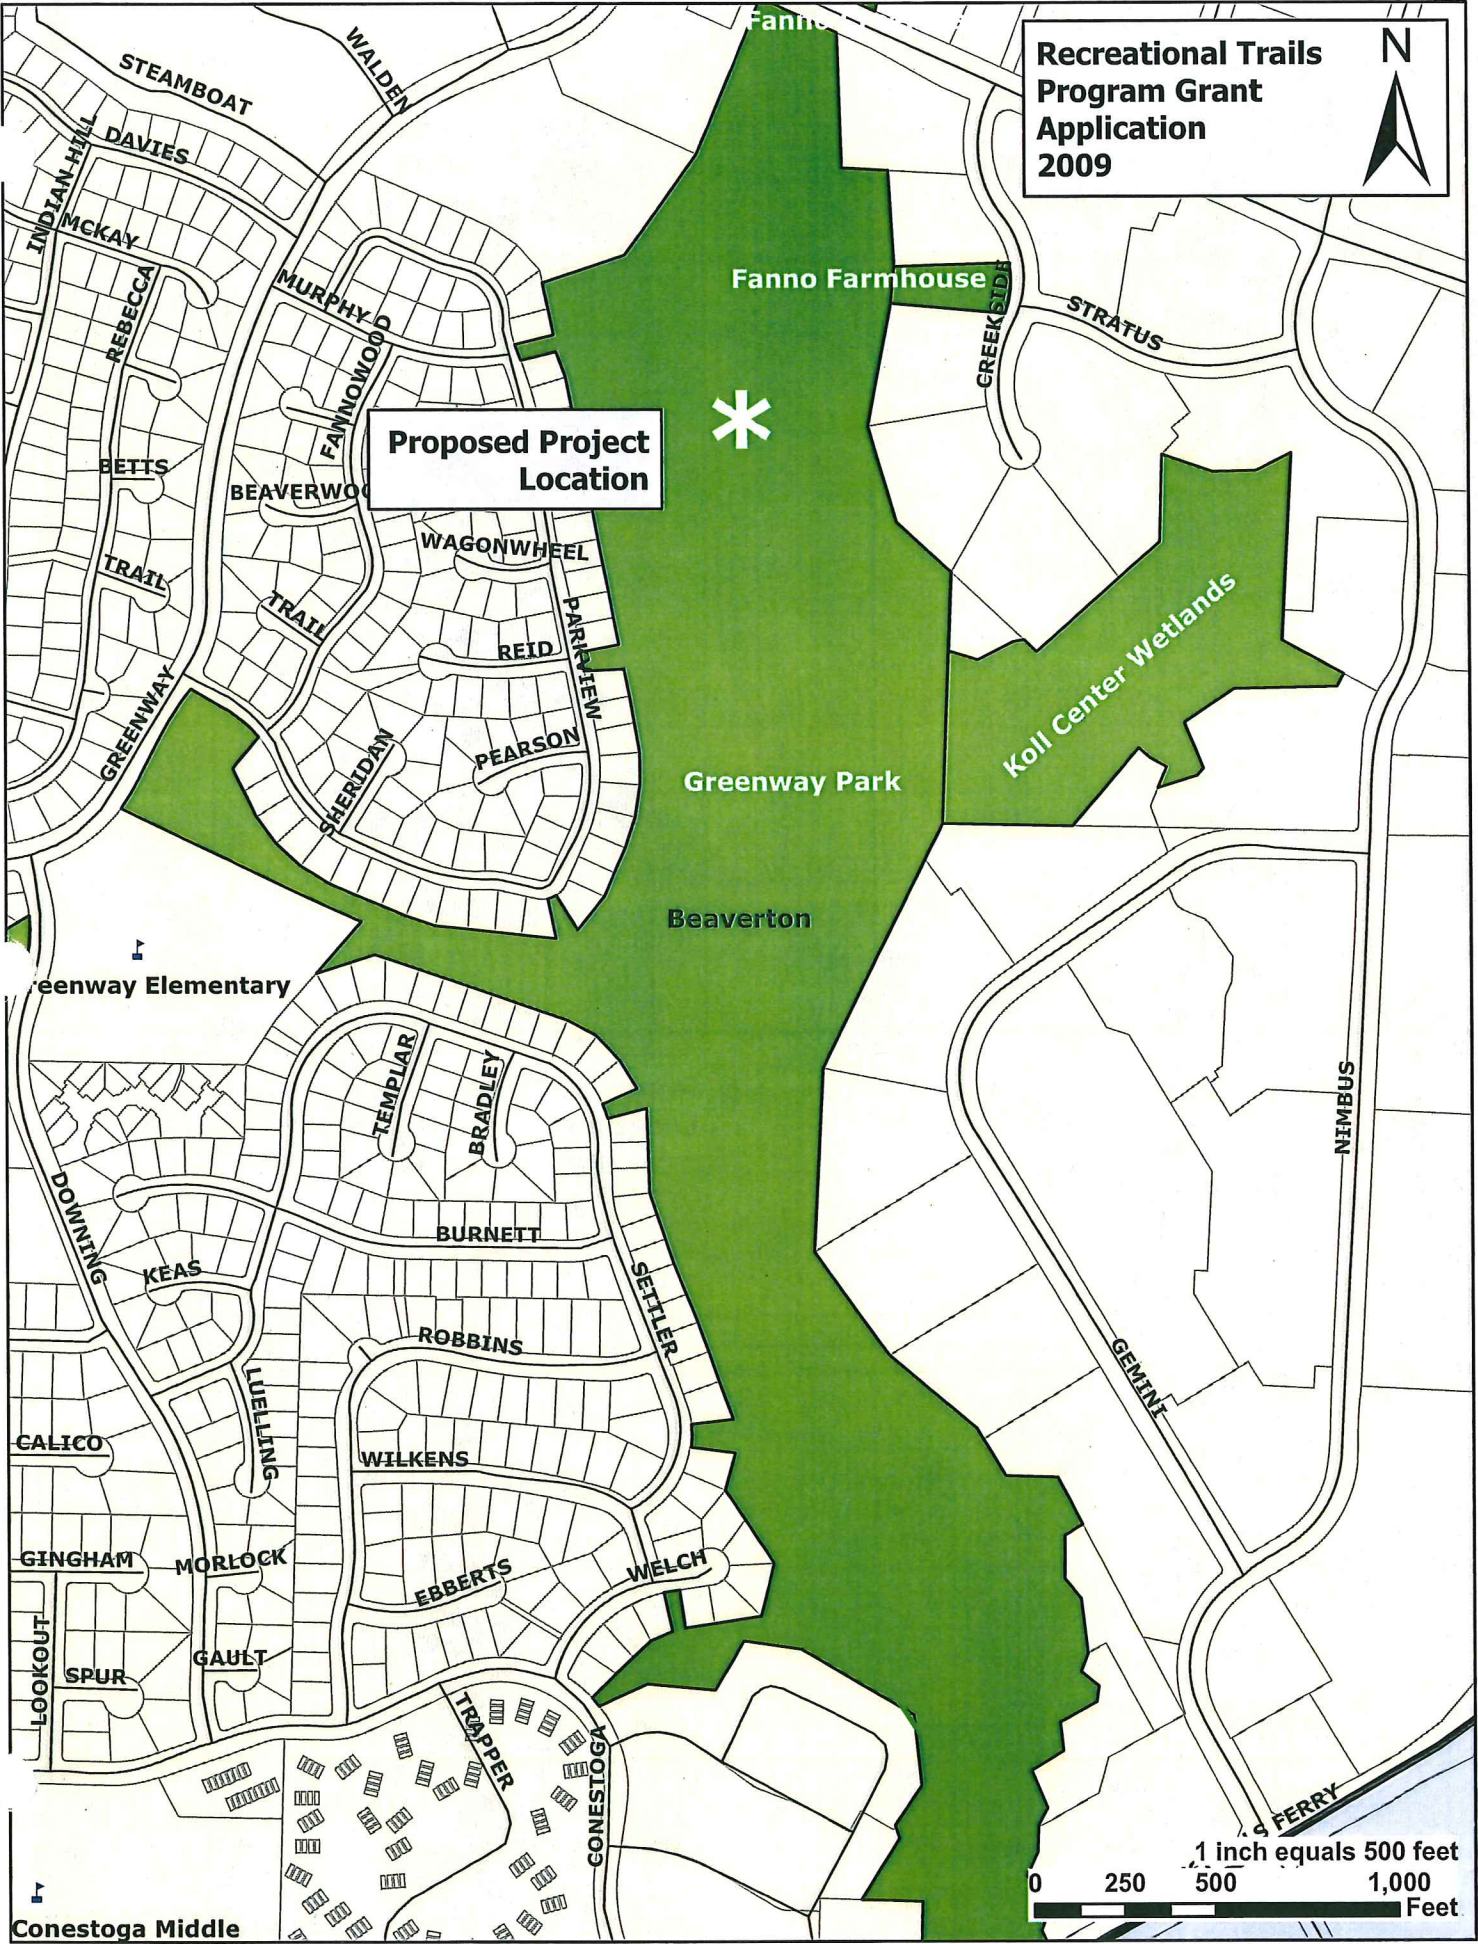 Recreational Trails
Program Grant
Application
2009
N
Fanno
STEAMBOAT
WALDEN
DAVIES
INDIAN HILL
MCKAY
REBECCA
MURPHY
FANNOWOOD
Fanno Farmhouse
CREEKSIDE
STRATUS
Proposed Project
Location
*
BETTS
BEAVERWOO
WAGONWHEEL
TRAIL
TRAIL
PARKVIEW
REID
GREENWAY
SHERIDAN
PEARSON
Koll Center Wetlands
Greenway Park
Beaverton
reenway Elementary
TEMPLAR
BRADLEY
NIMBUS
DOWNING
BURNETT
KEAS
SETTLER
ROBBINS
GEMINI
LUELLING
CALICO
WILKENS
GINGHAM
MORLOCK
EBBERTS
WELCH
LOOKOUT
GAULT
SPUR
TRAPPER
CONESTOGA
S FERRY
1 inch equals 500 feet
0 250 500 1,000
Feet
Conestoga Middle